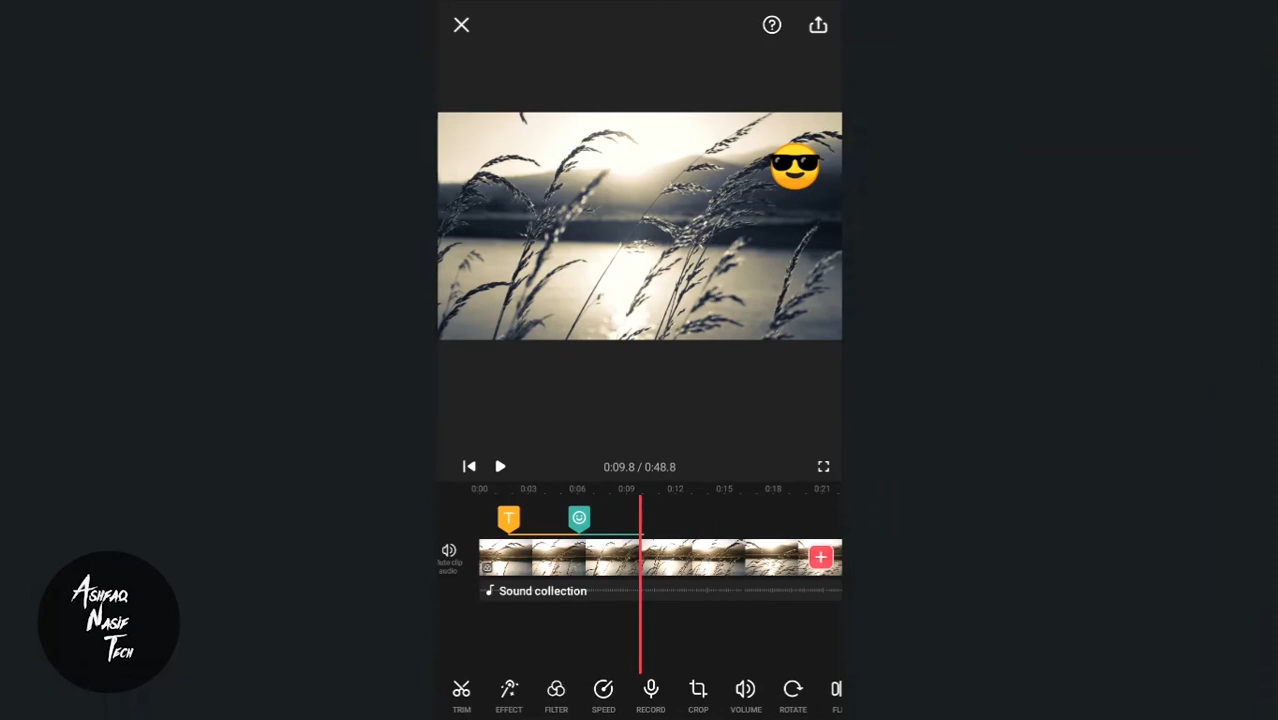 0:09.8 / 0:48.8
0:00 0:03 0:06 0:09 0:12 0:15 0:18 0:21
T
audio
Sound collection
ASHFAQ
NASIF
TECH
TRIM EFFECT FILTER SPEED RECORD CROP VOLUME ROTATE